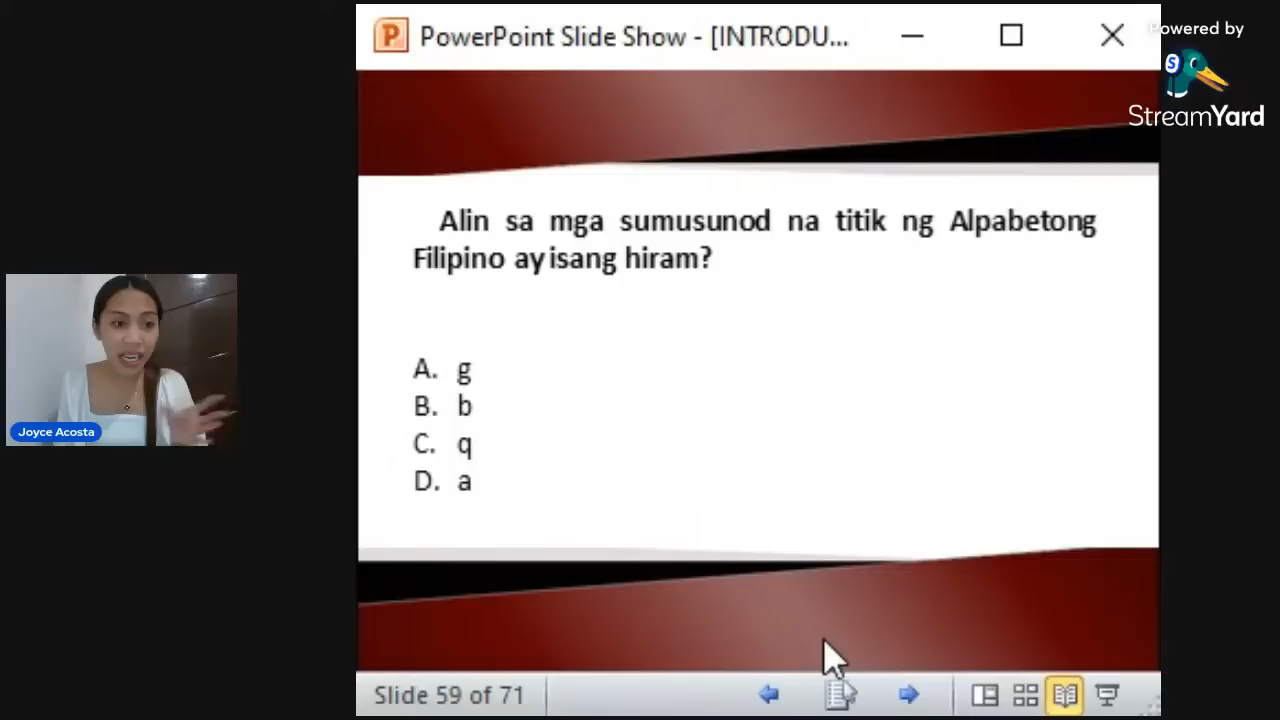 PowerPoint Slide Show - [INTRODU...
Powered by
StreamYard
Alin sa mga sumusunod na titik ng Alpabetong
Filipino ay isang hiram?
A. g
B. b
C. q
D. a
Joyce Acosta
Slide 59 of 71